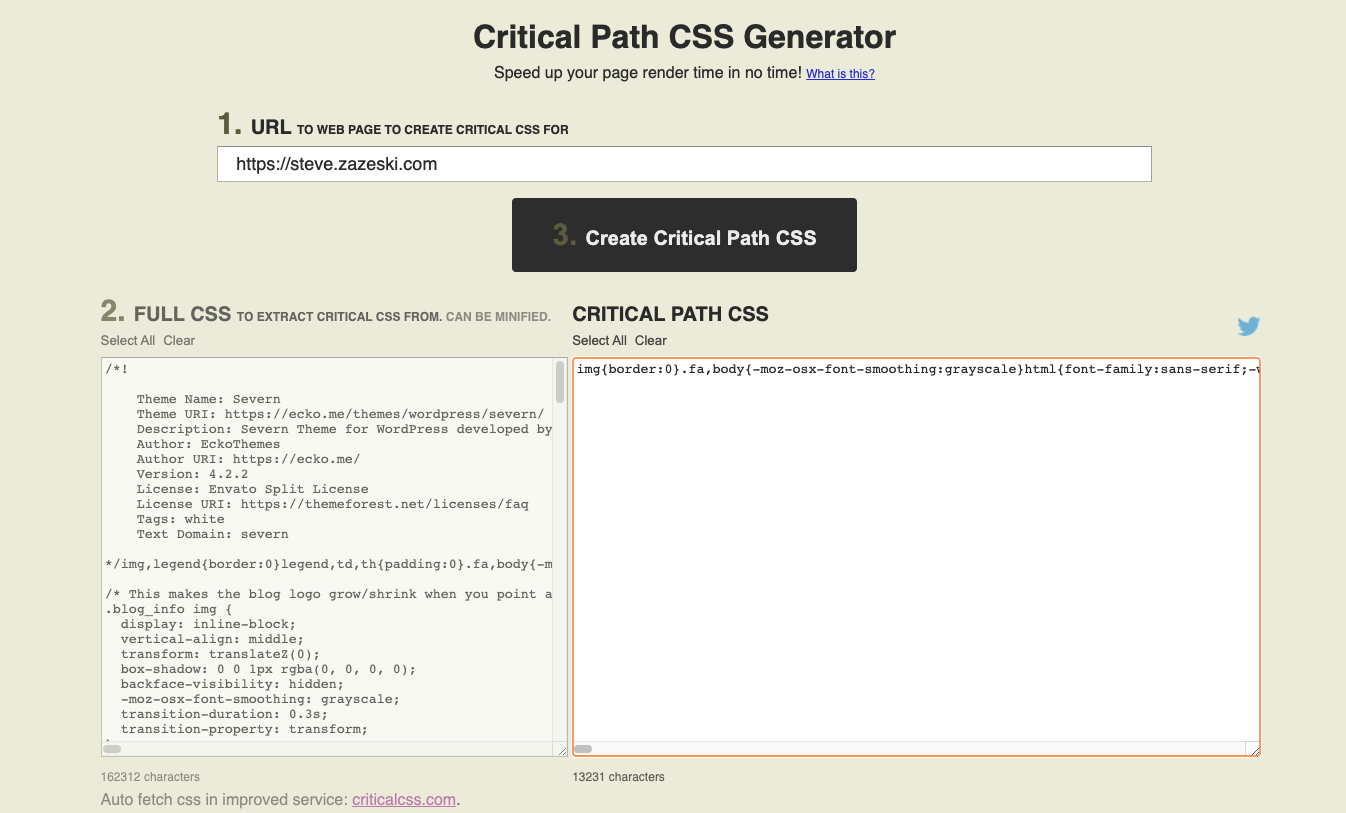 Critical Path CSS Generator
Speed up your page render time in no time! What is this?
1. URL TO WEB PAGE TO CREATE CRITICAL CSS FOR
https://steve.zazeski.com
3. Create Critical Path CSS
2. FULL CSS TO EXTRACT CRITICAL CSS FROM. CAN BE MINIFIED.
Select All Clear
/*!
Theme Name: Severn
Theme URI: https://ecko.me/themes/wordpress/severn/
Description: Severn Theme for WordPress developed by
Author: EckoThemes
Author URI: https://ecko.me/
Version: 4.2.2
License: Envato Split License
License URI: https://themeforest.net/licenses/faq
Tags: white
Text Domain: severn
*/img,legend{border:0}legend,td,th{padding:0}.fa,body{-m
/* This makes the blog logo grow/shrink when you point a
.blog_info img {
display: inline-block;
vertical-align: middle;
transform: translateZ(0);
box-shadow: 0 0 1px rgba(0, 0, 0, 0);
backface-visibility: hidden;
-moz-osx-font-smoothing: grayscale;
transition-duration: 0.3s;
transition-property: transform;
162312 characters
Auto fetch css in improved service: criticalcss.com.
CRITICAL PATH CSS
Select All Clear
img{border:0}.fa,body{-moz-osx-font-smoothing:grayscale}html{font-family:sans-serif;-w
13231 characters